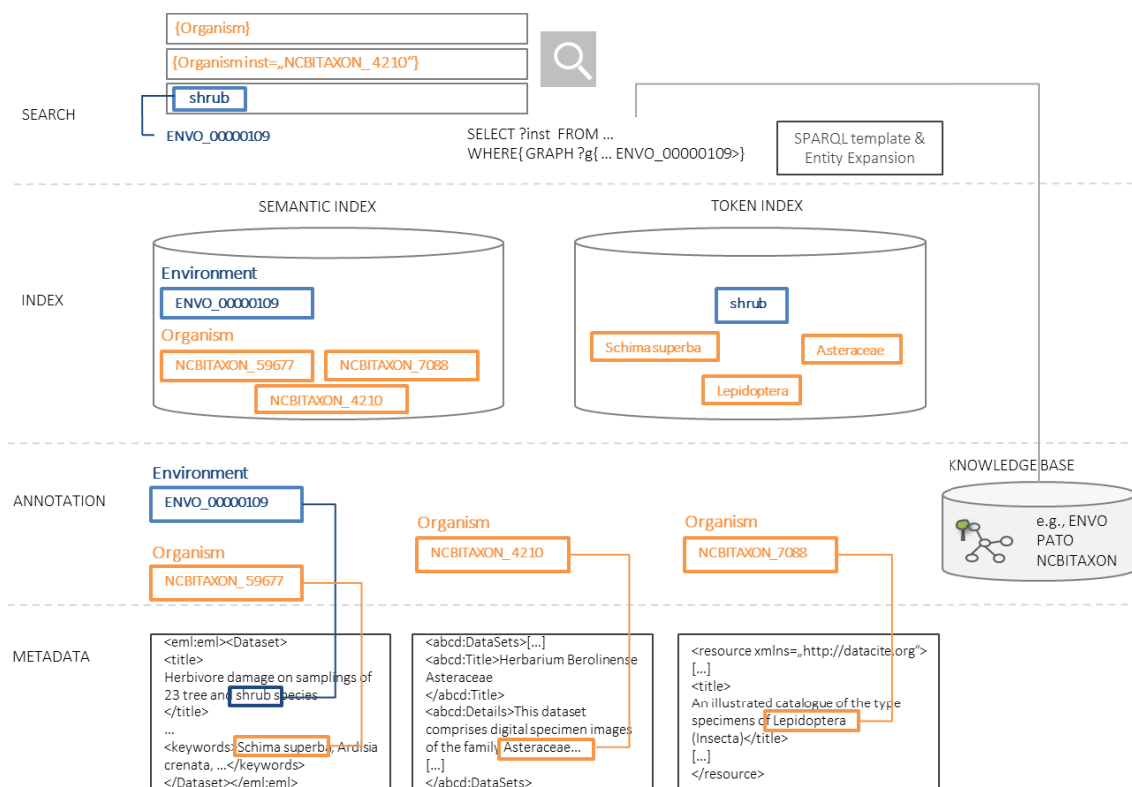 {Organism}
{Organism inst=„NCBITAXON_4210“}
shrub
SEARCH
ENVO_00000109
SELECT ?inst FROM ...
WHERE{ GRAPH ?g{ ... ENVO_00000109>}
SPARQL template &
Entity Expansion
SEMANTIC INDEX
TOKEN INDEX
INDEX
Environment
ENVO_00000109
Organism
NCBITAXON_59677
NCBITAXON_7088
NCBITAXON_4210
shrub
Schima superba
Asteraceae
Lepidoptera
KNOWLEDGE BASE
e.g., ENVO
PATO
NCBITAXON
ANNOTATION
Environment
ENVO_00000109
Organism
NCBITAXON_59677
Organism
NCBITAXON_4210
Organism
NCBITAXON_7088
METADATA
<eml:eml><Dataset>
<title>
Herbivore damage on samplings of
23 tree and shrub species
</title>
...
<keywords>Schima superba, Ardisia
crenata, ...</keywords>
</Dataset></eml:eml>
<abcd:DataSets>[...]
<abcd:Title>Herbarium Berolinense
Asteraceae
</abcd:Title>
<abcd:Details>This dataset
comprises digital specimen images
of the family Asteraceae...
[...]
</abcd:DataSets>
<resource xmlns=„http://datacite.org“>
[...]
<title>
An illustrated catalogue of the type
specimens of Lepidoptera
(Insecta)</title>
[...]
</resource>